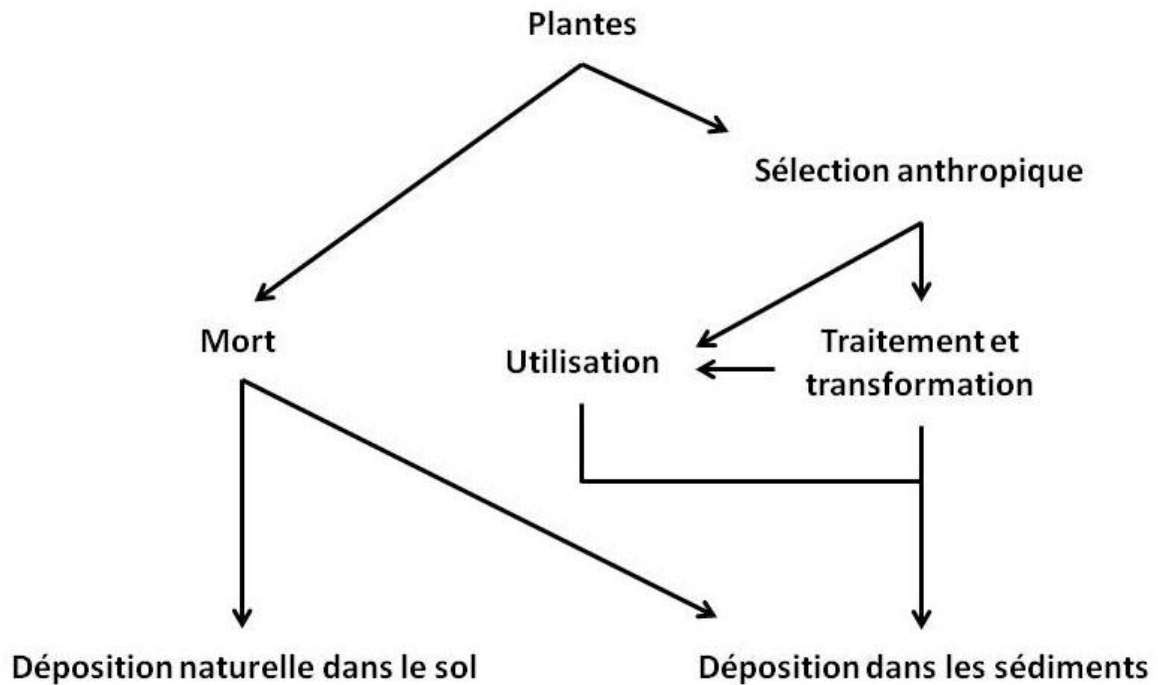 Plantes
Sélection anthropique
Mort
Utilisation
Traitement et
transformation
Déposition naturelle dans le sol
Déposition dans les sédiments